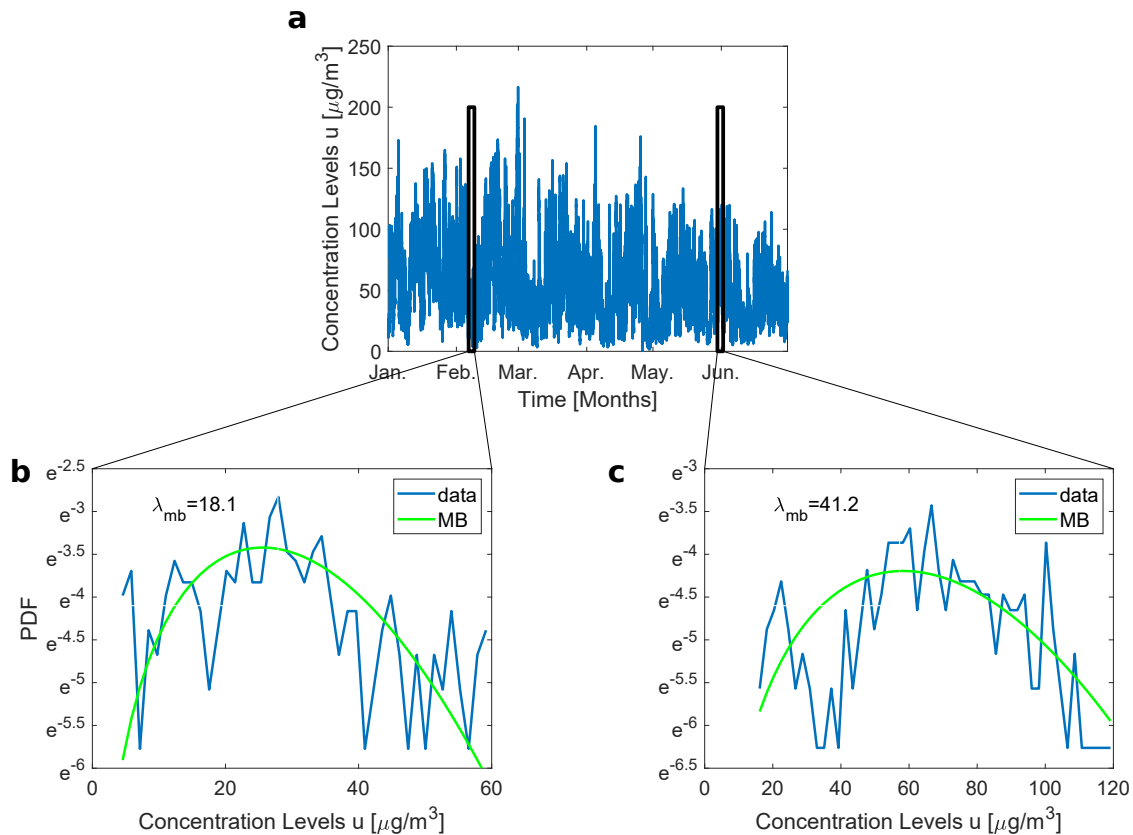 a
Concentration Levels u [μg/m³]
250
200
150
100
50
0
Jan. Feb. Mar. Apr. May. Jun.
Time [Months]
b
PDF
e^-2.5
e^-3
e^-3.5
e^-4
e^-4.5
e^-5
e^-5.5
e^-6
λ_mb=18.1
data
MB
0 20 40 60
Concentration Levels u [μg/m³]
c
e^-3
e^-3.5
e^-4
e^-4.5
e^-5
e^-5.5
e^-6
e^-6.5
λ_mb=41.2
data
MB
0 20 40 60 80 100 120
Concentration Levels u [μg/m³]